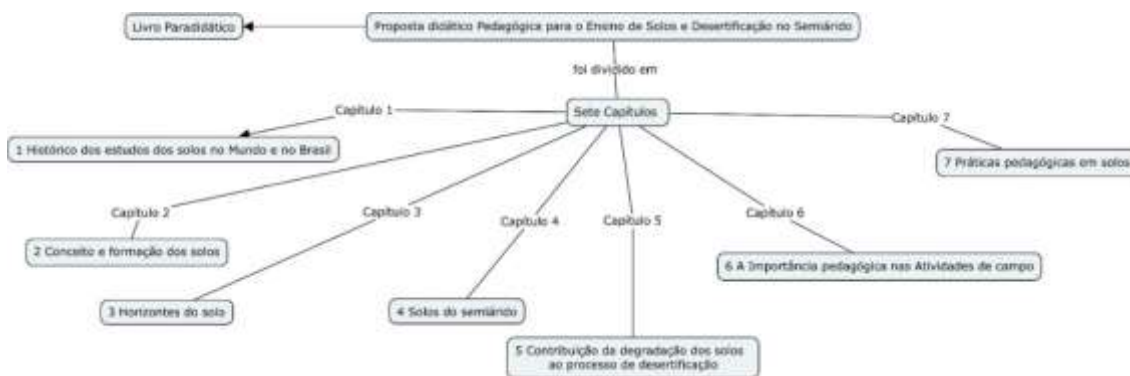 Livro Paradidático
Proposta didático Pedagógica para o Ensino de Solos e Desertificação no Semiárido
foi dividido em
Sete Capítulos
Capítulo 1
1 Histórico dos estudos dos solos no Mundo e no Brasil
Capítulo 7
7 Práticas pedagógicas em solos
Capítulo 2
2 Conceito e formação dos solos
Capítulo 3
3 Horizontes do solo
Capítulo 4
4 Solos do semiárido
Capítulo 5
5 Contribuição da degradação dos solos
ao processo de desertificação
Capítulo 6
6 A Importância pedagógica nas Atividades de campo